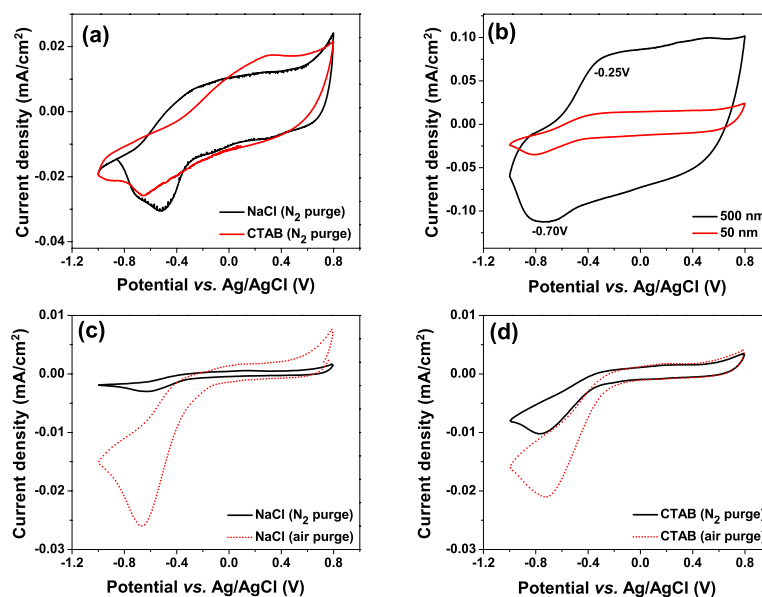 (a)
0.02
0.00
-0.02
-0.04
Current density (mA/cm²)
NaCl (N₂ purge)
CTAB (N₂ purge)
-1.2 -0.8 -0.4 0.0 0.4 0.8
Potential vs. Ag/AgCl (V)
(b)
0.10
0.05
0.00
-0.05
-0.10
Current density (mA/cm²)
-0.25V
-0.70V
500 nm
50 nm
-1.2 -0.8 -0.4 0.0 0.4 0.8
Potential vs. Ag/AgCl (V)
(c)
0.01
0.00
-0.01
-0.02
-0.03
Current density (mA/cm²)
NaCl (N₂ purge)
NaCl (air purge)
-1.2 -0.8 -0.4 0.0 0.4 0.8
Potential vs. Ag/AgCl (V)
(d)
0.01
0.00
-0.01
-0.02
-0.03
Current density (mA/cm²)
CTAB (N₂ purge)
CTAB (air purge)
-1.2 -0.8 -0.4 0.0 0.4 0.8
Potential vs. Ag/AgCl (V)